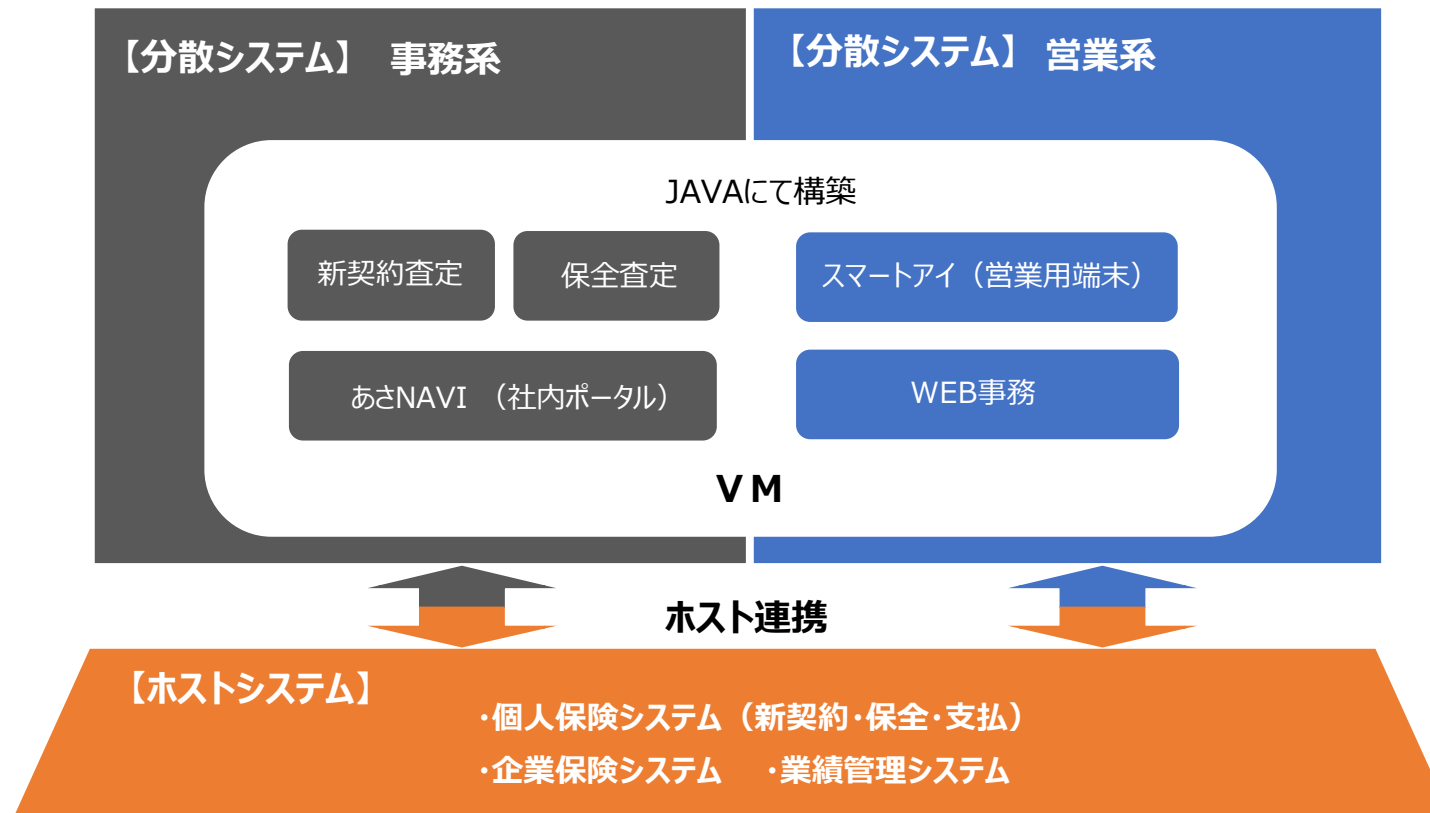 【分散システム】 事務系
【分散システム】 営業系
JAVAにて構築
新契約査定
保全査定
スマートアイ（営業用端末）
あさNAVI （社内ポータル）
WEB事務
ＶＭ
ホスト連携
【ホストシステム】
・個人保険システム（新契約・保全・支払）
・企業保険システム ・業績管理システム